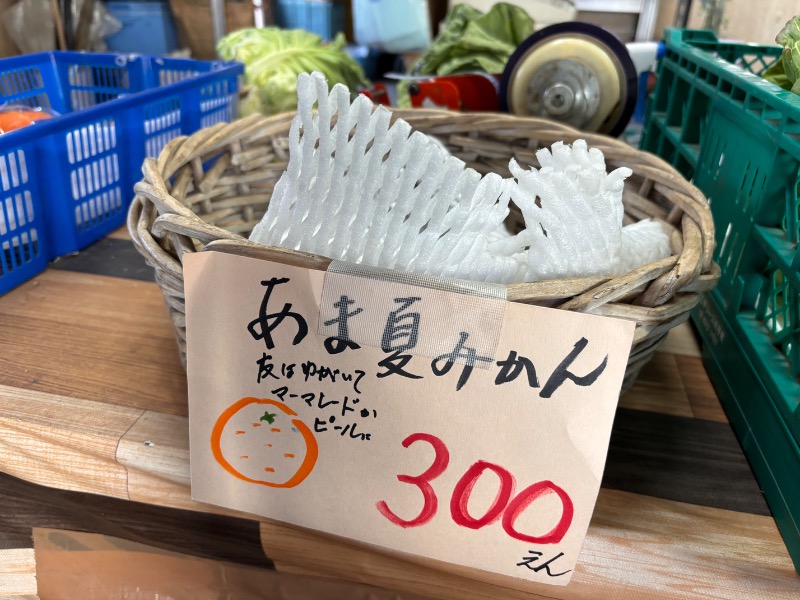 あま夏みかん
皮はゆがいて
マーマレードか
ピールに
300
えん